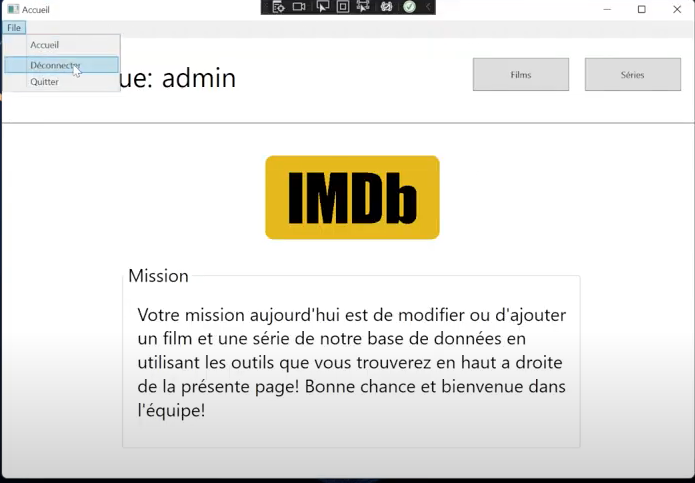 Accueil
File
Accueil
Déconnecter
Quitter
ue: admin
Films
Séries
IMDb
Mission
Votre mission aujourd'hui est de modifier ou d'ajouter
un film et une série de notre base de données en
utilisant les outils que vous trouverez en haut a droite
de la présente page! Bonne chance et bienvenue dans
l'équipe!